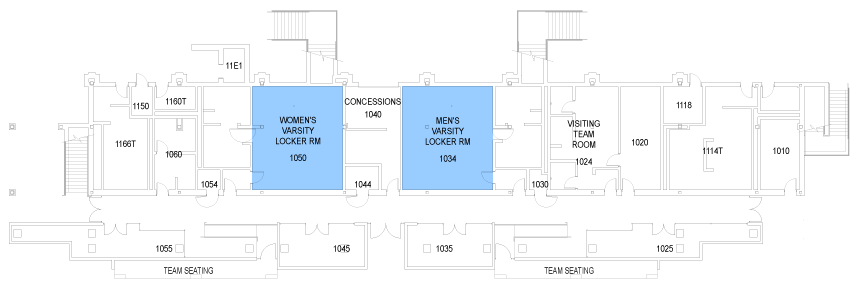 11E1
1150
1160T
CONCESSIONS
1040
1118
WOMEN'S
VARSITY
LOCKER RM
1050
MEN'S
VARSITY
LOCKER RM
1034
VISITING
TEAM
ROOM
1024
1166T
1060
1020
1114T
1010
1054
1044
1030
1055
1045
1035
1025
TEAM SEATING
TEAM SEATING